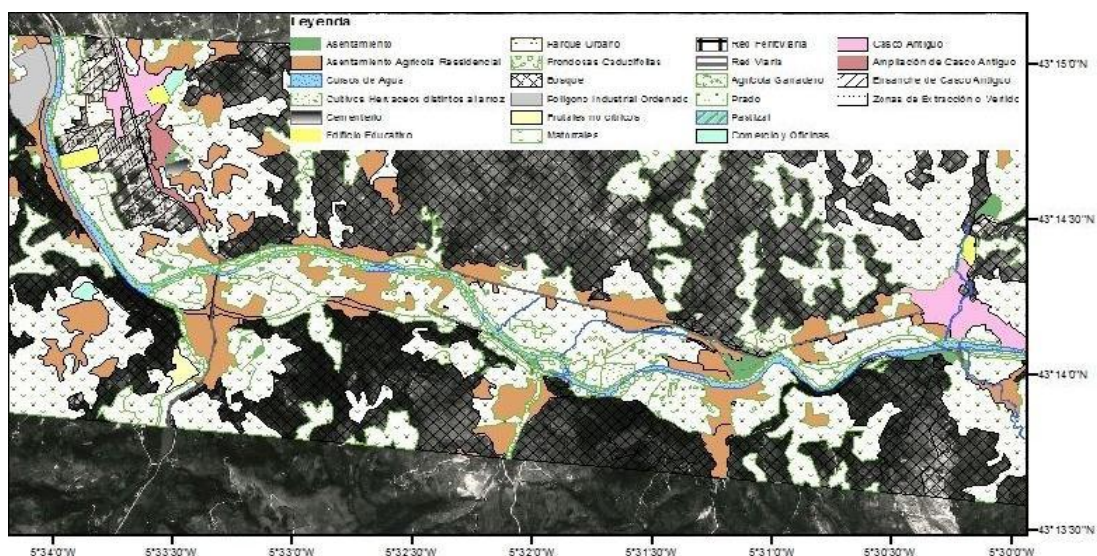 Leyenda
Asentamiento
Asentamiento Agrícola Residencial
Cursos de Agua
Cultivos Herraceos distintos al arroz
Cementerio
Edificio Educativo
Parque Urbano
Frondosas Caducifolias
Bosque
Polígono Industrial Ordenado
Frutales no cítricos
Matorrales
Red Ferroviaria
Red Viaria
Agrícola Ganadero
Prado
Pastizal
Comercio y Oficinas
Casco Antiguo
Ampliación de Casco Antiguo
Ensanche de Casco Antiguo
Zonas de Extracción o Vertido
43°15'0"N
43°14'30"N
43°14'0"N
43°13'30"N
5°34'0"W 5°33'30"W 5°33'0"W 5°32'30"W 5°32'0"W 5°31'30"W 5°31'0"W 5°30'30"W 5°30'0"W